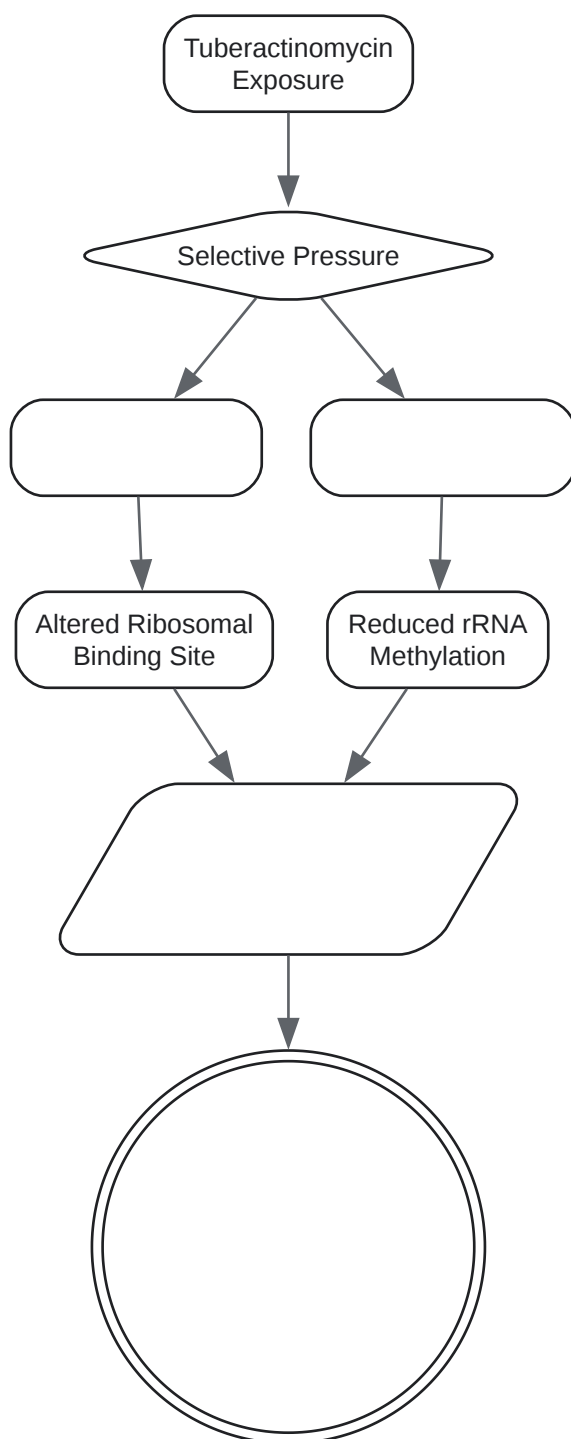 Tuberactinomycin
Exposure
Selective Pressure
Altered Ribosomal
Binding Site
Reduced rRNA
Methylation